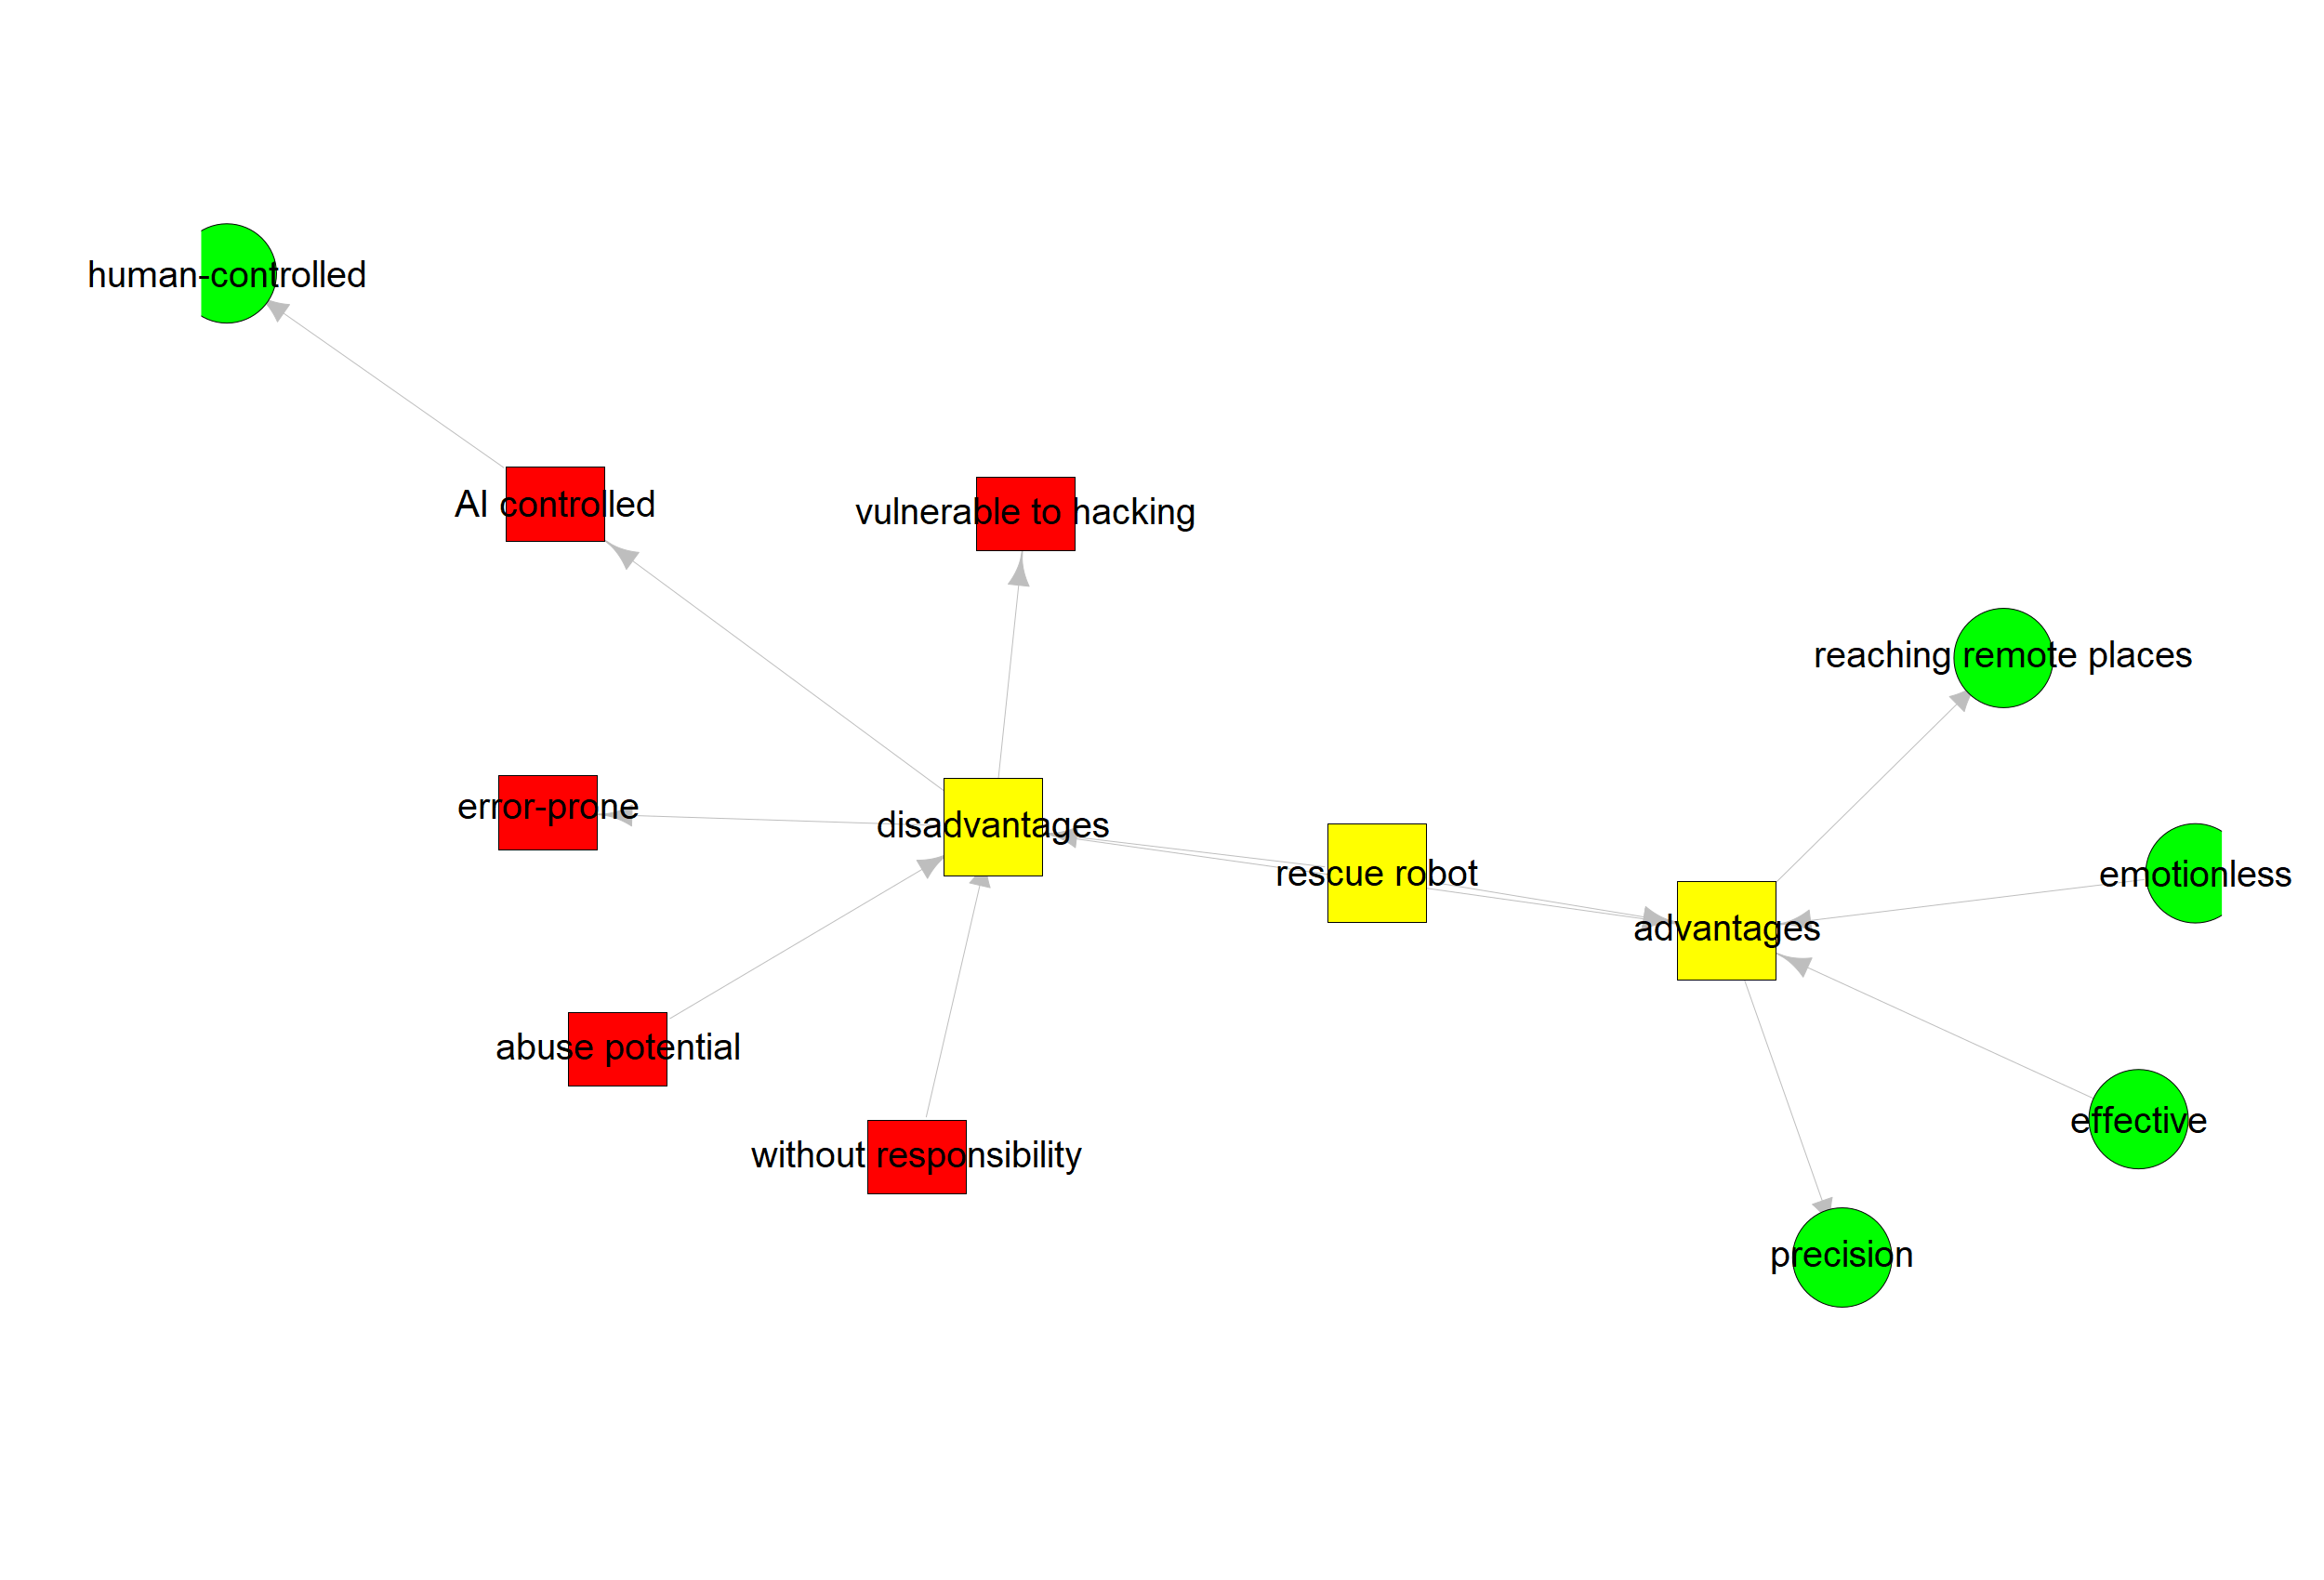 human-controlled
AI controlled
vulnerable to hacking
reaching remote places
error-prone
disadvantages
rescue robot
emotionless
advantages
abuse potential
effective
without responsibility
precision